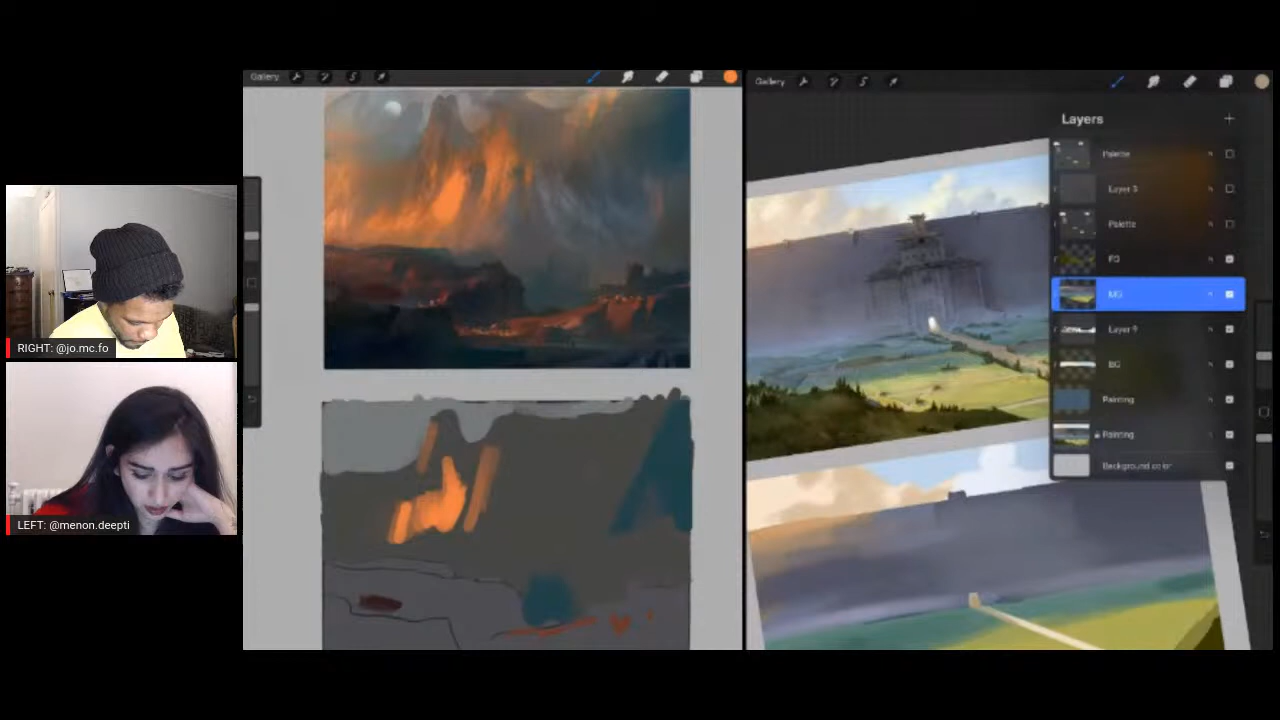 Gallery
Gallery
Layers
Palette
Layer 3
Palette
FG
MG
Layer 9
BG
Painting
Painting
Background color
RIGHT: @jo.mc.fo
LEFT: @menon.deepti